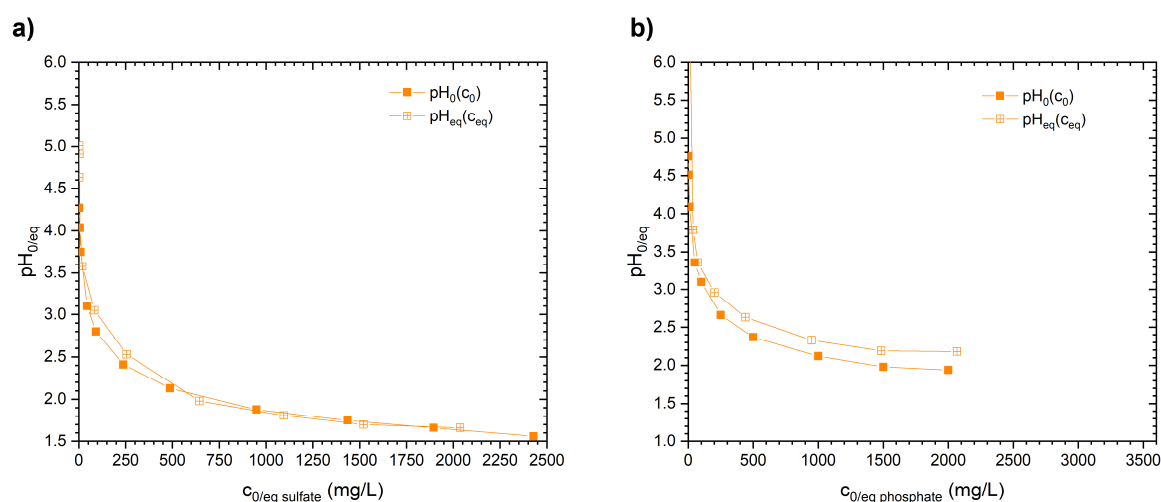 a)
6.0
5.5
5.0
4.5
4.0
3.5
3.0
2.5
2.0
1.5
pH0/eq
pH0(c0)
pHeq(ceq)
0 250 500 750 1000 1250 1500 1750 2000 2250 2500
c0/eq sulfate (mg/L)
b)
6.0
5.5
5.0
4.5
4.0
3.5
3.0
2.5
2.0
1.5
1.0
pH0/eq
pH0(c0)
pHeq(ceq)
0 500 1000 1500 2000 2500 3000 3500
c0/eq phosphate (mg/L)